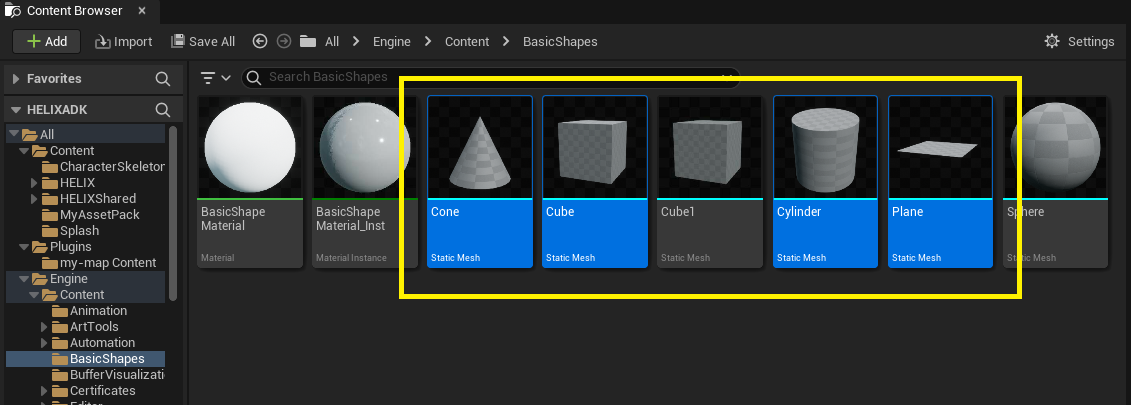 Content Browser
Add
Import
Save All
All
Engine
Content
BasicShapes
Settings
Favorites
Search BasicShapes
HELIXADK
All
Content
CharacterSkeleton
HELIX
HELIXShared
MyAssetPack
Splash
Plugins
my-map Content
Engine
Content
Animation
ArtTools
Automation
BasicShapes
BufferVisualizati
Certificates
BasicShape
Material
Material
BasicShape
Material_Inst
Material Instance
Cone
Static Mesh
Cube
Static Mesh
Cube1
Static Mesh
Cylinder
Static Mesh
Plane
Static Mesh
Sphere
Static Mesh